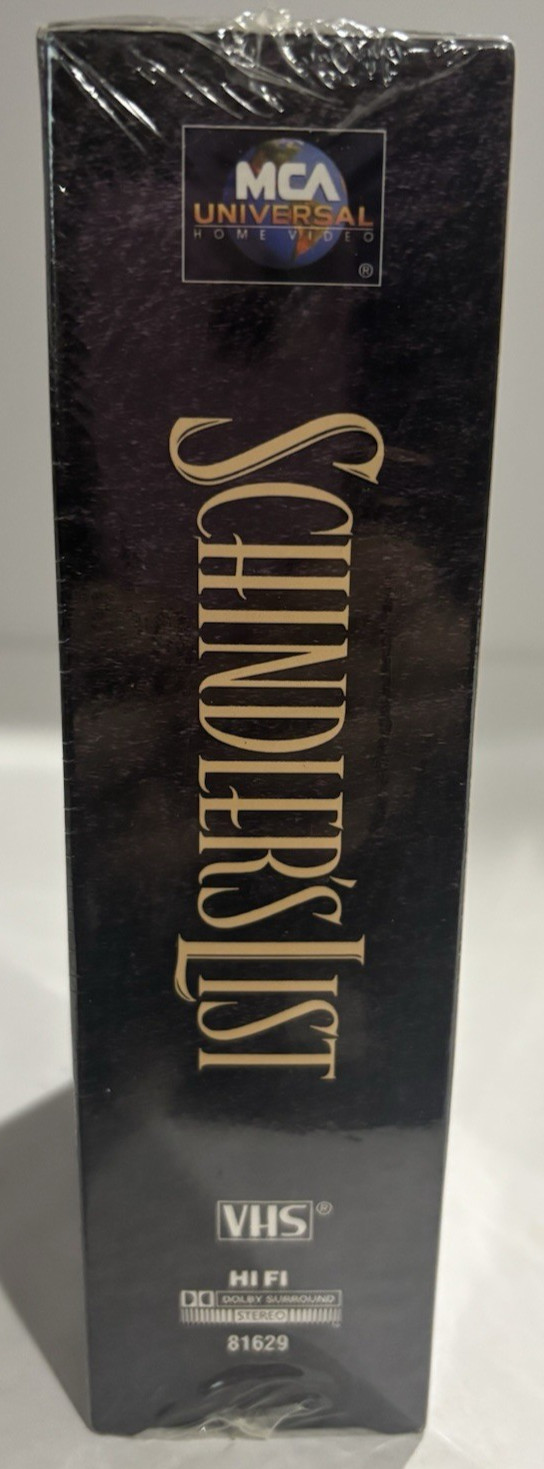 MCA
UNIVERSAL
HOME VIDEO
®
SCHINDLER'S LIST
VHS®
HI FI
DOLBY SURROUND
STEREO
81629